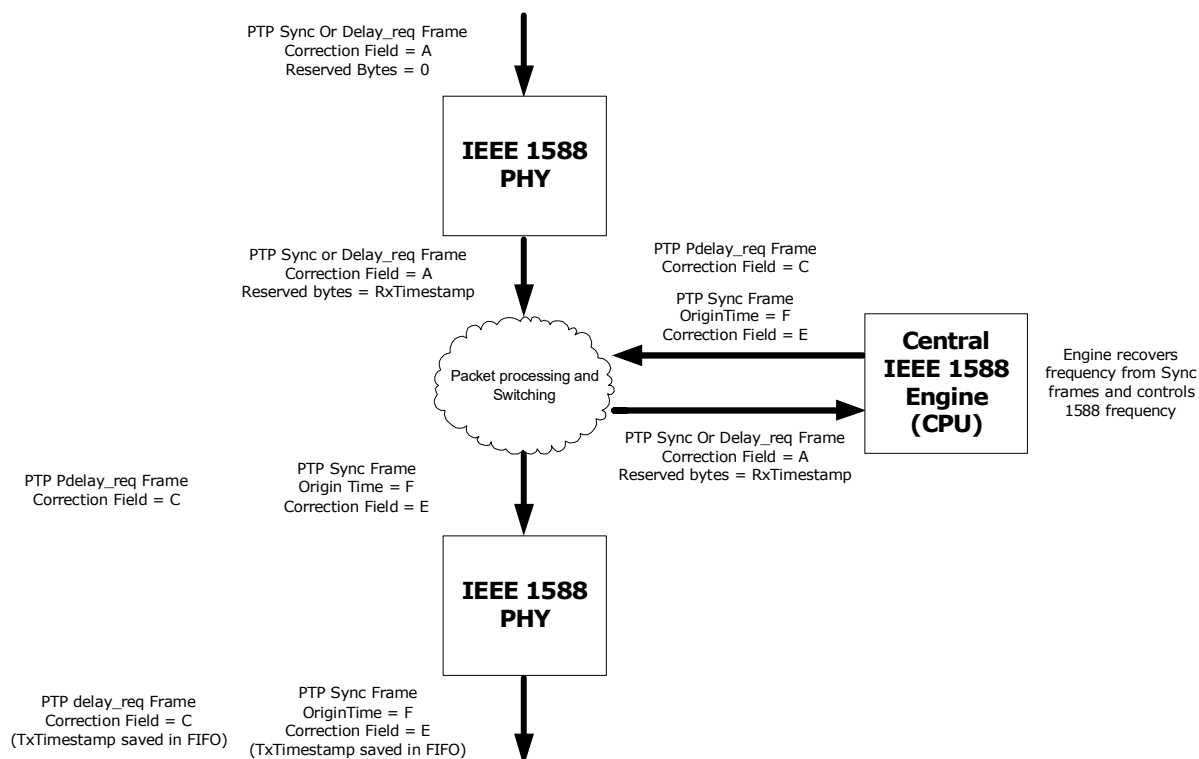 PTP Sync Or Delay_req Frame
Correction Field = A
Reserved Bytes = 0
IEEE 1588
PHY
PTP Sync or Delay_req Frame
Correction Field = A
Reserved bytes = RxTimestamp
PTP Pdelay_req Frame
Correction Field = C
PTP Sync Frame
OriginTime = F
Correction Field = E
Packet processing and
Switching
Central
IEEE 1588
Engine
(CPU)
Engine recovers
frequency from Sync
frames and controls
1588 frequency
PTP Sync Or Delay_req Frame
Correction Field = A
Reserved bytes = RxTimestamp
PTP Pdelay_req Frame
Correction Field = C
PTP Sync Frame
Origin Time = F
Correction Field = E
IEEE 1588
PHY
PTP delay_req Frame
Correction Field = C
(TxTimestamp saved in FIFO)
PTP Sync Frame
OriginTime = F
Correction Field = E
(TxTimestamp saved in FIFO)